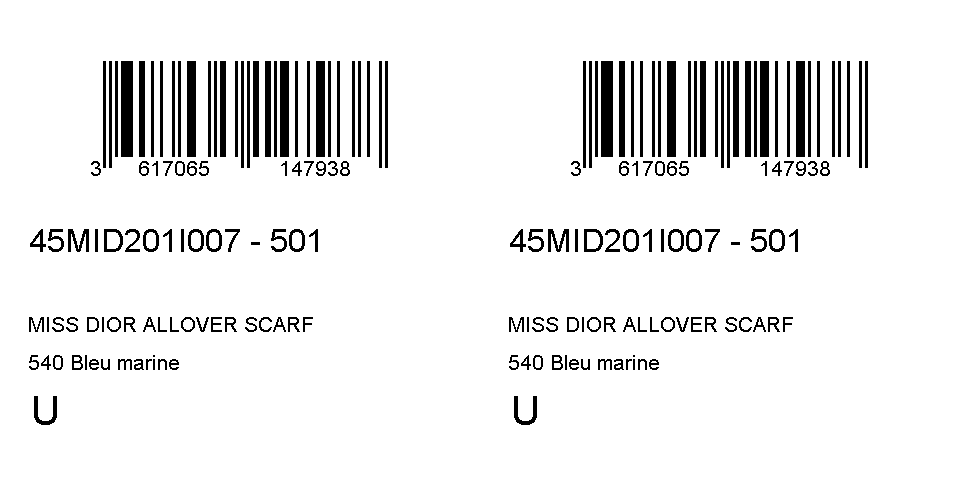 3 617065 147938
45MID201I007 - 501
MISS DIOR ALLOVER SCARF
540 Bleu marine
U
3 617065 147938
45MID201I007 - 501
MISS DIOR ALLOVER SCARF
540 Bleu marine
U